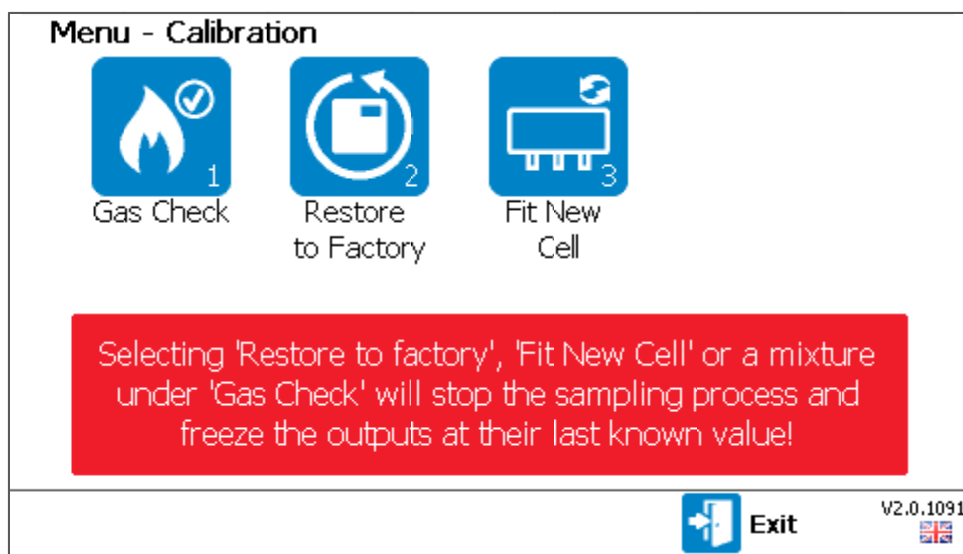 Menu - Calibration
1
2
3
Gas Check
Restore
to Factory
Fit New
Cell
Selecting 'Restore to factory', 'Fit New Cell' or a mixture
under 'Gas Check' will stop the sampling process and
freeze the outputs at their last known value!
Exit
V2.0.1091